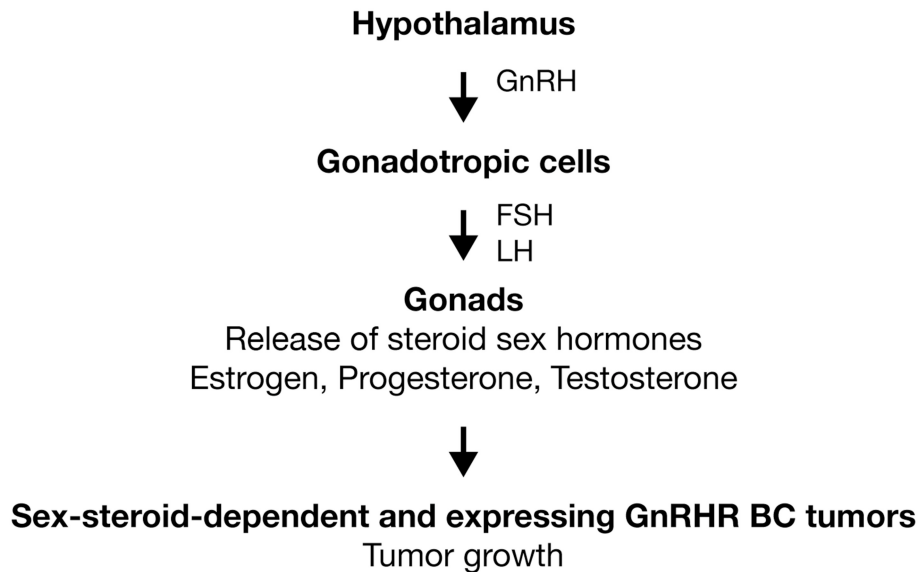 Hypothalamus
GnRH
Gonadotropic cells
FSH
LH
Gonads
Release of steroid sex hormones
Estrogen, Progesterone, Testosterone
Sex-steroid-dependent and expressing GnRHR BC tumors
Tumor growth